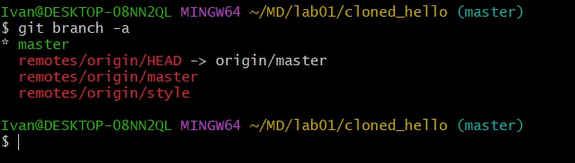 Ivan@DESKTOP-08NN2QL MINGW64 ~/MD/lab01/cloned_hello (master)
$ git branch -a
* master
  remotes/origin/HEAD -> origin/master
  remotes/origin/master
  remotes/origin/style
Ivan@DESKTOP-08NN2QL MINGW64 ~/MD/lab01/cloned_hello (master)
$